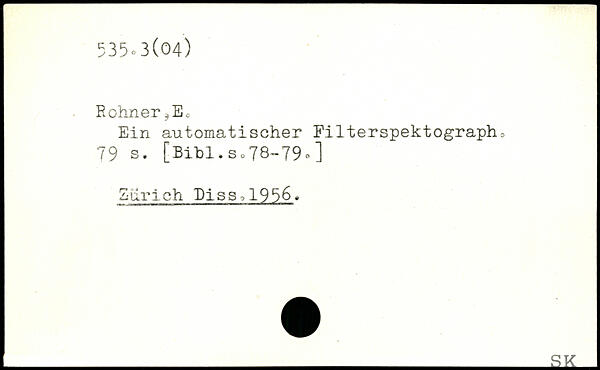 535.3(04)
Rohner,E.
Ein automatischer Filterspektograph.
79 s. [Bibl.s.78-79.]
Zürich Diss,1956.
SK